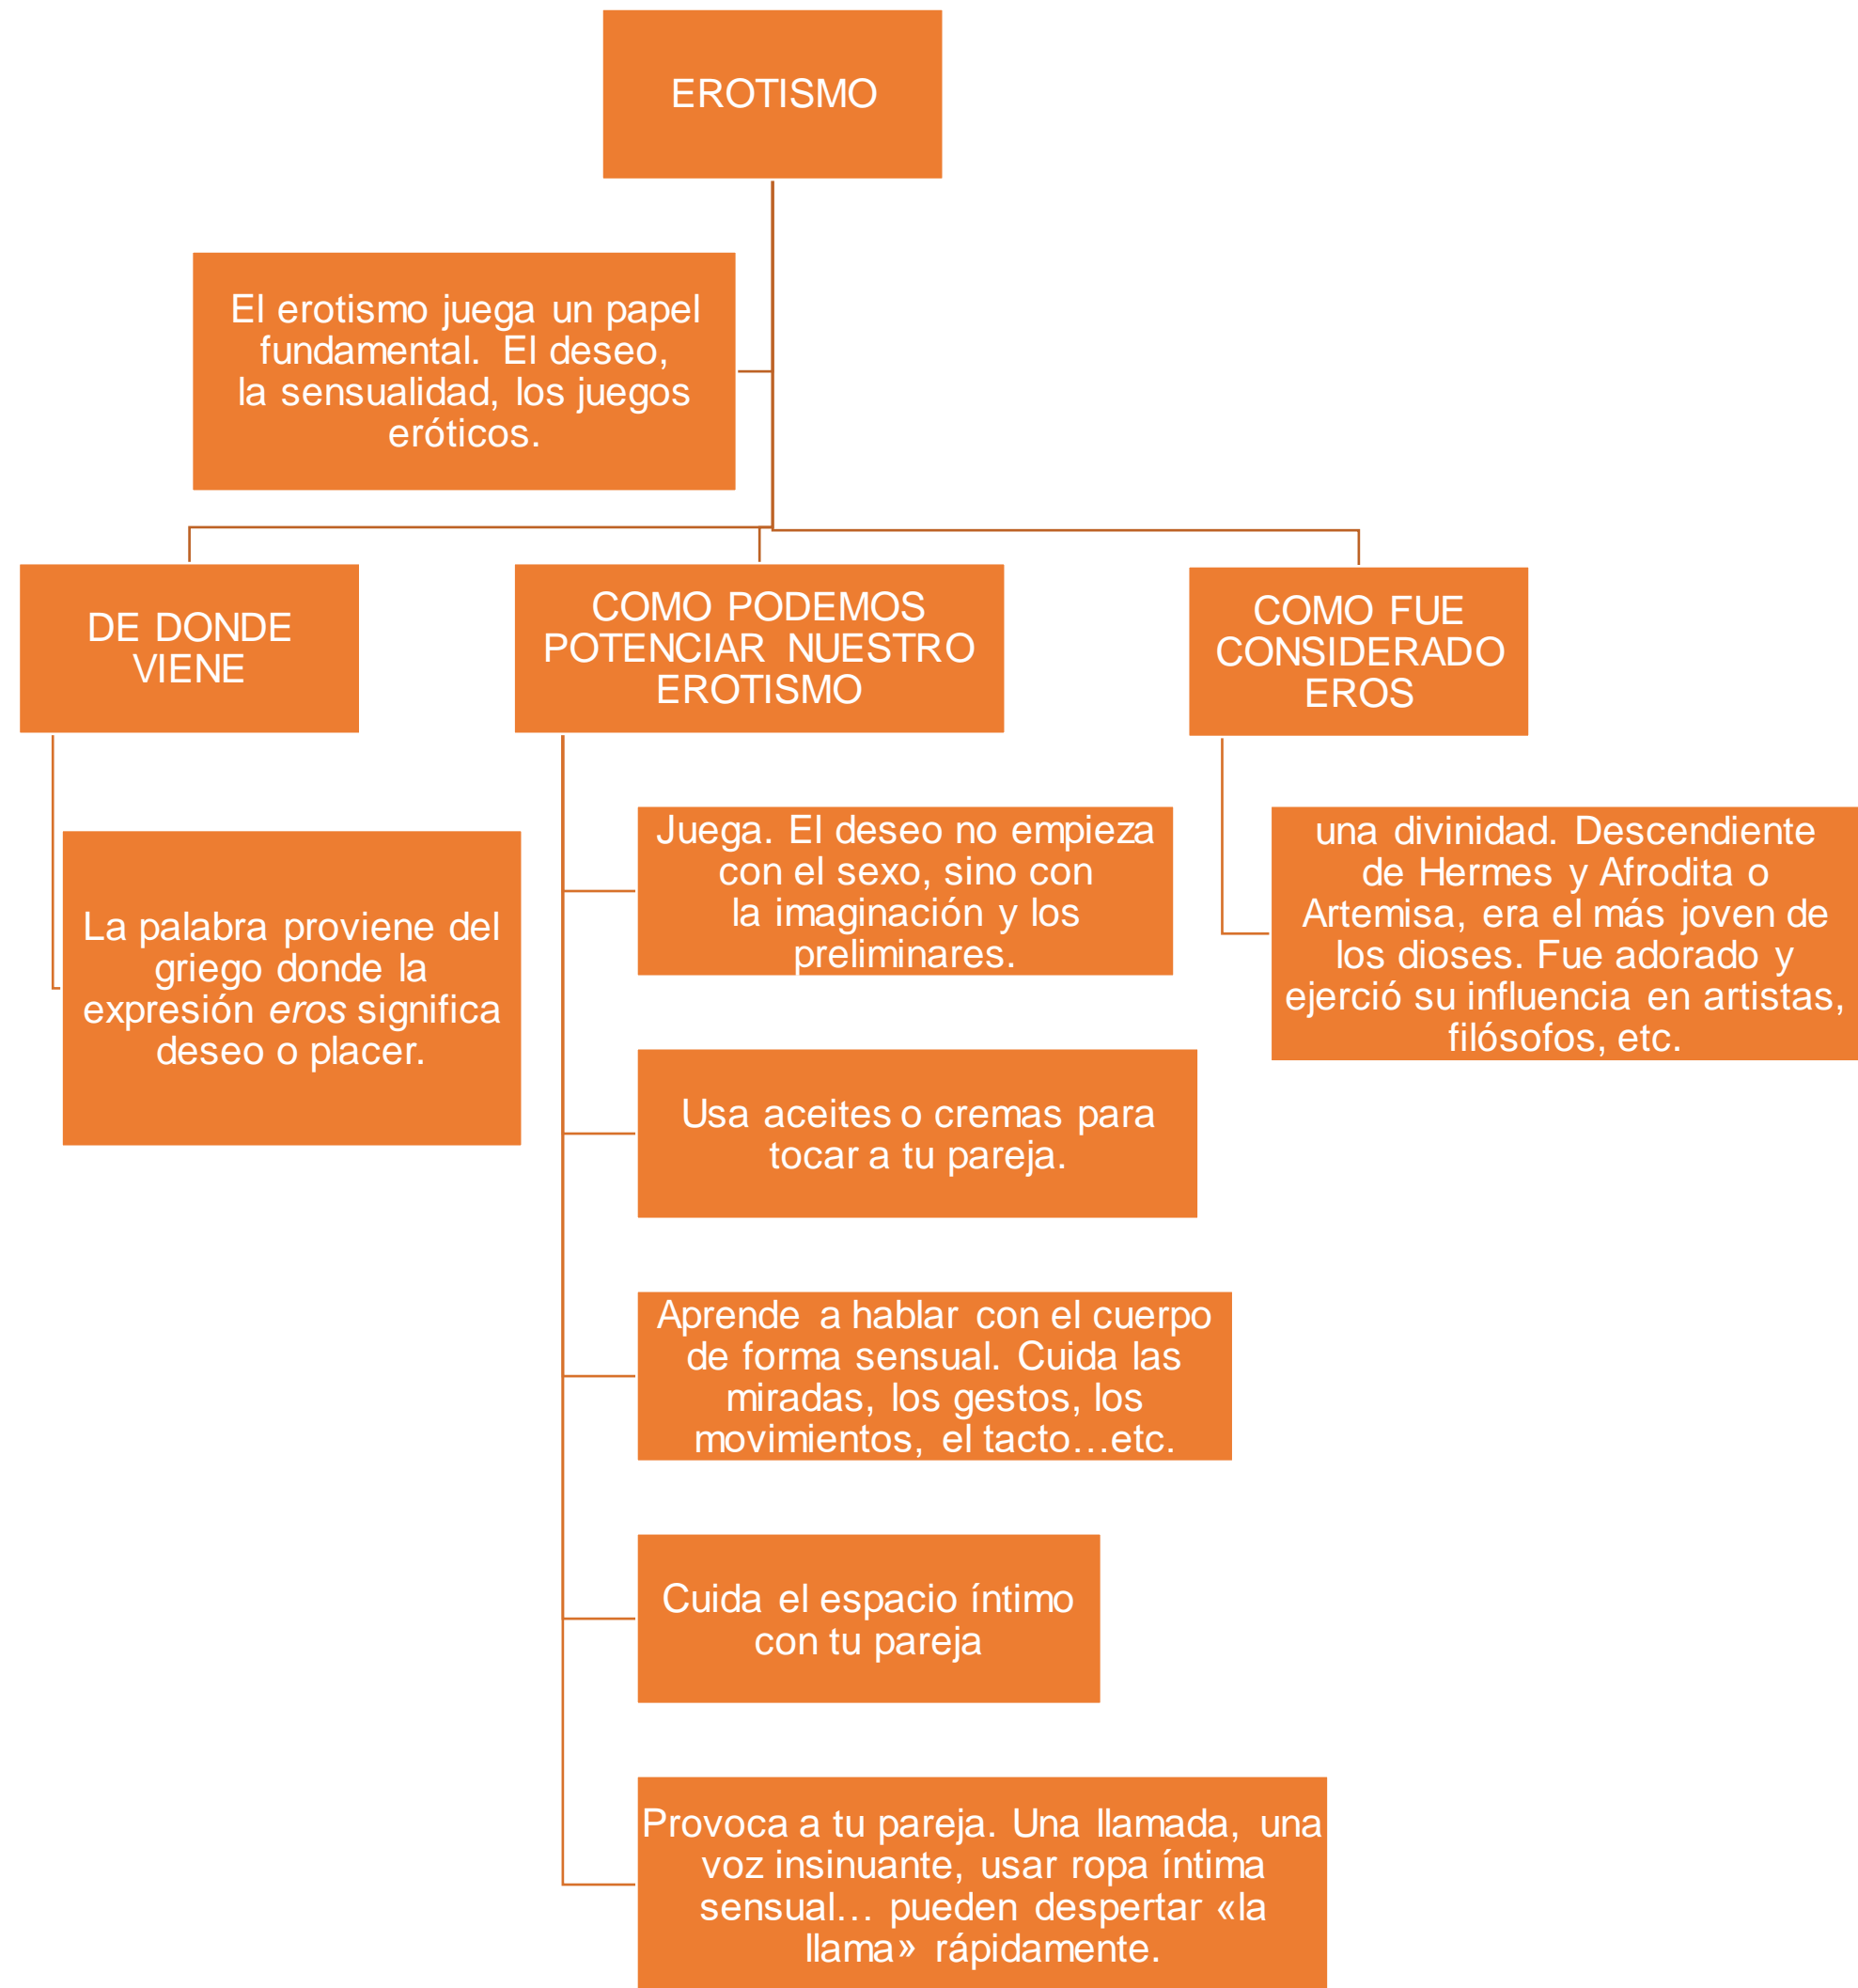 EROTISMO
El erotismo juega un papel
fundamental. El deseo,
la sensualidad, los juegos
eróticos.
DE DONDE
VIENE
La palabra proviene del
griego donde la
expresión eros significa
deseo o placer.
COMO PODEMOS
POTENCIAR NUESTRO
EROTISMO
Juega. El deseo no empieza
con el sexo, sino con
la imaginación y los
preliminares.
Usa aceites o cremas para
tocar a tu pareja.
Aprende a hablar con el cuerpo
de forma sensual. Cuida las
miradas, los gestos, los
movimientos, el tacto…etc.
Cuida el espacio íntimo
con tu pareja
Provoca a tu pareja. Una llamada, una
voz insinuante, usar ropa íntima
sensual… pueden despertar «la
llama» rápidamente.
COMO FUE
CONSIDERADO
EROS
una divinidad. Descendiente
de Hermes y Afrodita o
Artemisa, era el más joven de
los dioses. Fue adorado y
ejerció su influencia en artistas,
filósofos, etc.